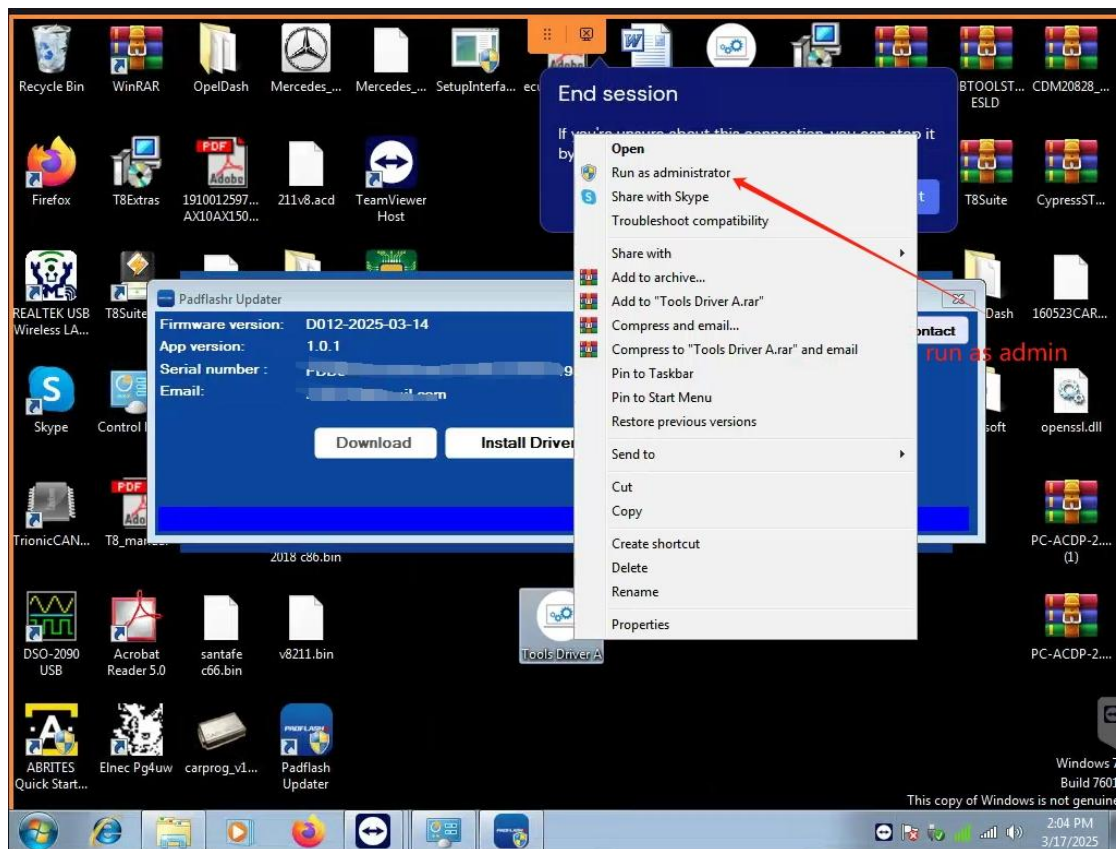 Recycle Bin
WinRAR
OpelDash
Mercedes_...
Mercedes_...
SetupInterfa...
BTOOLST...
ESLD
CDM20828_...
End session
If you're unsure about this connection, you can stop it
by
Firefox
T8Extras
PDF
Adobe
1910012597...
AX10AX150...
211v8.acd
TeamViewer
Host
T8Suite
CypressST...
Open
Run as administrator
Share with Skype
Troubleshoot compatibility
Share with
Add to archive...
Add to "Tools Driver A.rar"
Compress and email...
Compress to "Tools Driver A.rar" and email
Pin to Taskbar
Pin to Start Menu
Restore previous versions
Send to
Cut
Copy
Create shortcut
Delete
Rename
Properties
run as admin
REALTEK USB
Wireless LA...
T8Suite
Dash
160523CAR...
Padflashr Updater
Firmware version: D012-2025-03-14
App version: 1.0.1
Serial number :
Email:
Download
Install Driver
ontact
Skype
Control
soft
openssl.dll
TrionicCAN...
PDF
2018 c86.bin
PC-ACDP-2....
(1)
DSO-2090
USB
Acrobat
Reader 5.0
santafe
c66.bin
v8211.bin
Tools Driver A
PC-ACDP-2....
ABRITES
Quick Start...
Elnec Pg4uw
carprog_v1...
PADFLASH
Padflash
Updater
Windows 7
Build 7601
This copy of Windows is not genuine
2:04 PM
3/17/2025